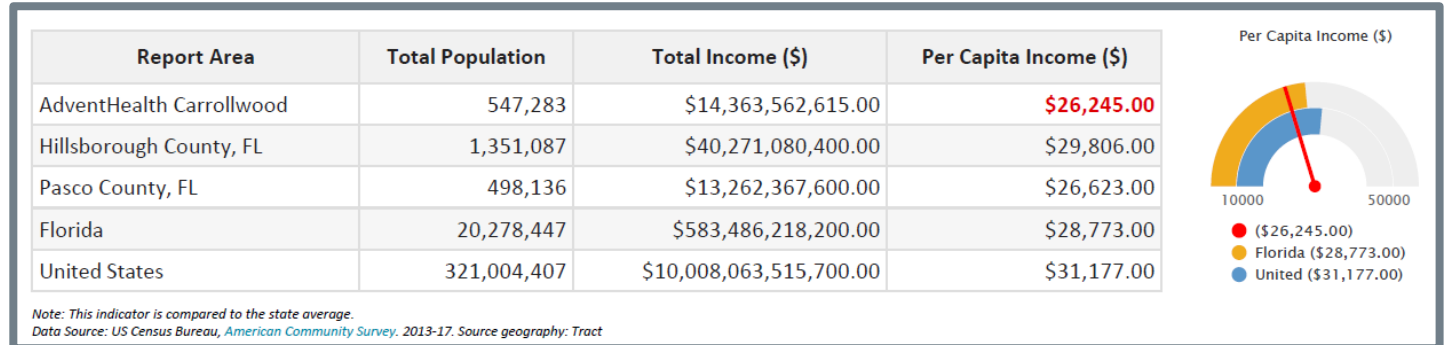 Report Area Total Population Total Income ($) Per Capita Income ($)
AdventHealth Carrollwood 547,283 $14,363,562,615.00 $26,245.00
Hillsborough County, FL 1,351,087 $40,271,080,400.00 $29,806.00
Pasco County, FL 498,136 $13,262,367,600.00 $26,623.00
Florida 20,278,447 $583,486,218,200.00 $28,773.00
United States 321,004,407 $10,008,063,515,700.00 $31,177.00
Note: This indicator is compared to the state average.
Data Source: US Census Bureau, American Community Survey. 2013-17. Source geography: Tract
Per Capita Income ($)
10000 50000
($26,245.00)
Florida ($28,773.00)
United ($31,177.00)